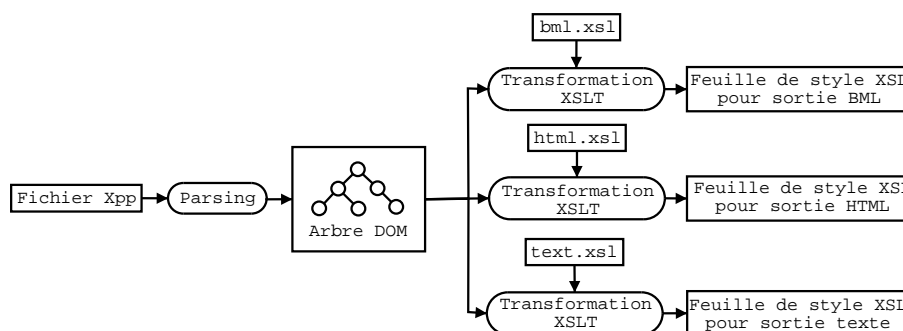 bml.xsl
Transformation
XSLT
Feuille de style XSL
pour sortie BML
html.xsl
Transformation
XSLT
Feuille de style XSL
pour sortie HTML
Fichier Xpp
Parsing
Arbre DOM
text.xsl
Transformation
XSLT
Feuille de style XSL
pour sortie texte